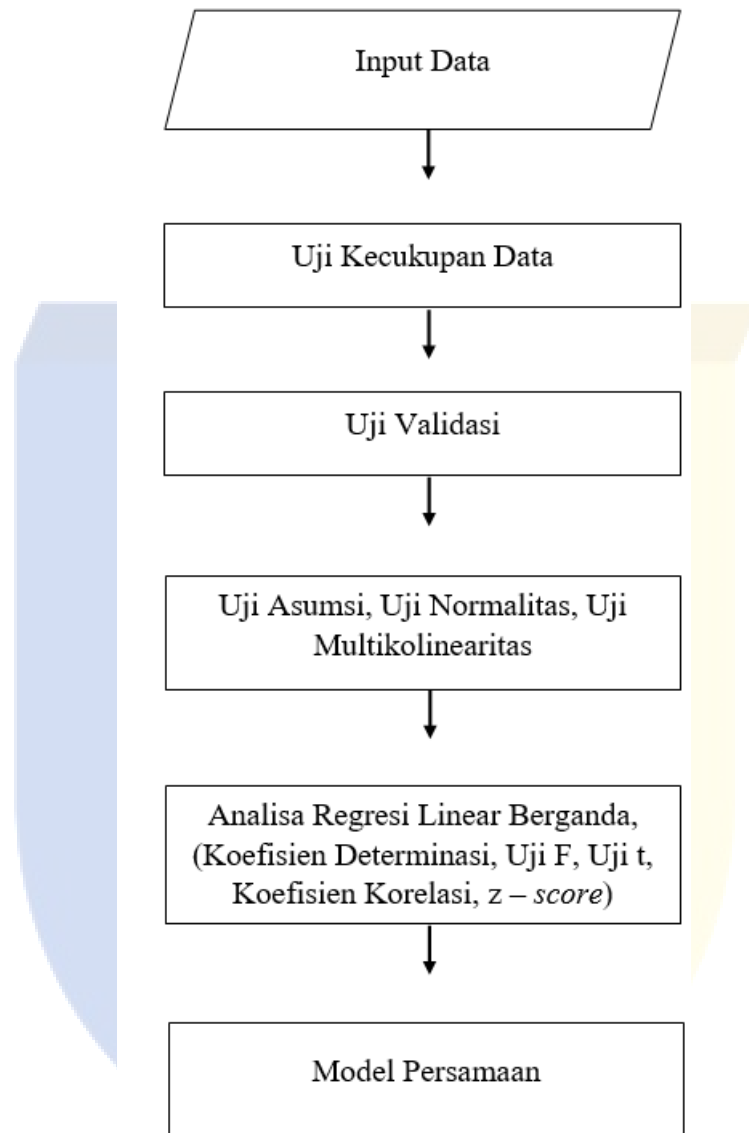 Input Data
Uji Kecukupan Data
Uji Validasi
Uji Asumsi, Uji Normalitas, Uji
Multikolinearitas
Analisa Regresi Linear Berganda,
(Koefisien Determinasi, Uji F, Uji t,
Koefisien Korelasi, z – score)
Model Persamaan